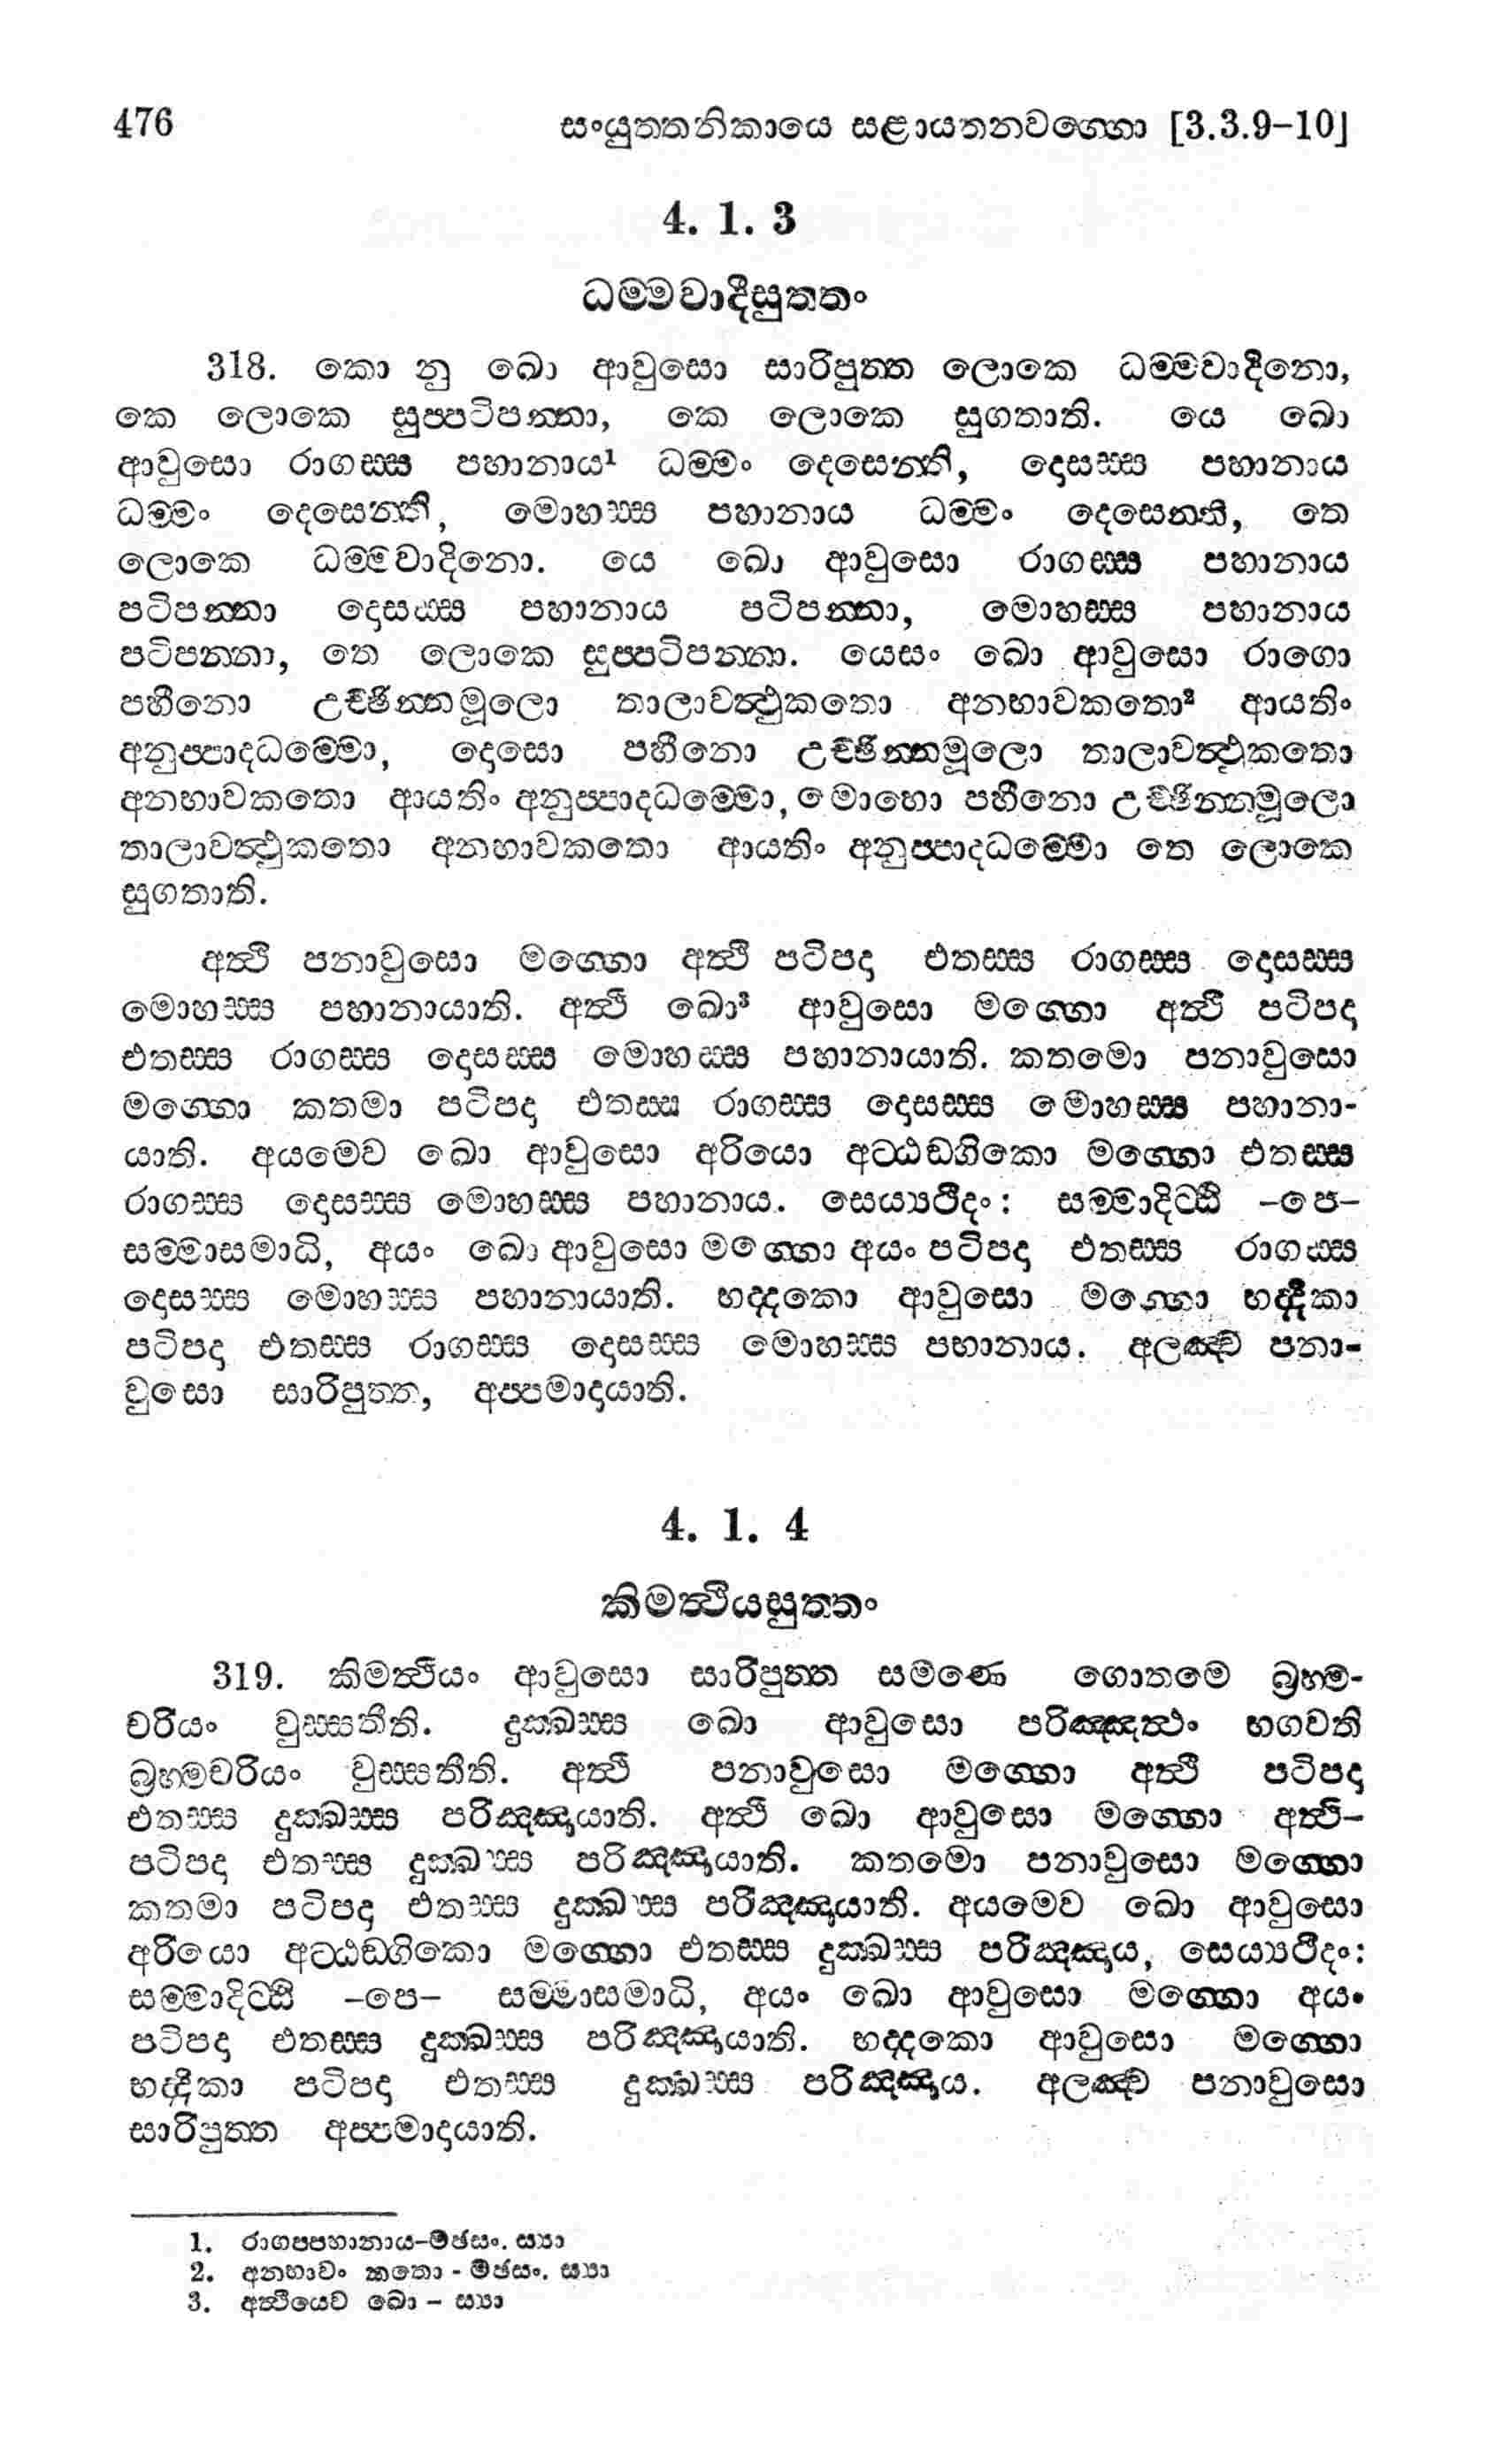 476 සංයුත්තනිකායෙ සළායතනවග්ගො [3.3.9-10]
4. 1. 3
ධම්මවාදීසුත්තං
318. කො නු ඛො ආවුසො සාරිපුත්ත ලොකෙ ධම්මවාදිනො,
කෙ ලොකෙ සුප්පටිපන්නා, කෙ ලොකෙ සුගතාති. යෙ ඛො
ආවුසො රාගස්ස පහානාය¹ ධම්මං දෙසෙන්ති, දොසස්ස පහානාය
ධම්මං දෙසෙන්ති, මොහස්ස පහානාය ධම්මං දෙසෙන්ති, තෙ
ලොකෙ ධම්මවාදිනො. යෙ ඛො ආවුසො රාගස්ස පහානාය
පටිපන්නා දොසස්ස පහානාය පටිපන්නා, මොහස්ස පහානාය
පටිපන්නා, තෙ ලොකෙ සුප්පටිපන්නා. යෙසං ඛො ආවුසො රාගො
පහීනො උච්ඡින්නමූලො තාලාවත්ථුකතො අනභාවකතො² ආයතිං
අනුප්පාදධම්මො, දොසො පහීනො උච්ඡින්නමූලො තාලාවත්ථුකතො
අනභාවකතො ආයතිං අනුප්පාදධම්මො, මොහො පහීනො උච්ඡින්නමූලො
තාලාවත්ථුකතො අනභාවකතො ආයතිං අනුප්පාදධම්මො තෙ ලොකෙ
සුගතාති.
අත්ථි පනාවුසො මග්ගො අත්ථි පටිපදා එතස්ස රාගස්ස දොසස්ස
මොහස්ස පහානායාති. අත්ථි ඛො³ ආවුසො මග්ගො අත්ථි පටිපදා
එතස්ස රාගස්ස දොසස්ස මොහස්ස පහානායාති. කතමො පනාවුසො
මග්ගො කතමා පටිපදා එතස්ස රාගස්ස දොසස්ස මොහස්ස පහානා-
යාති. අයමෙව ඛො ආවුසො අරියො අට්ඨඞ්ගිකො මග්ගො එතස්ස
රාගස්ස දොසස්ස මොහස්ස පහානාය. සෙය්‍යථීදං: සම්මාදිට්ඨි -පෙ-
සම්මාසමාධි, අයං ඛො ආවුසො මග්ගො අයං පටිපදා එතස්ස රාගස්ස
දොසස්ස මොහස්ස පහානායාති. භද්දකො ආවුසො මග්ගො භද්දිකා
පටිපදා එතස්ස රාගස්ස දොසස්ස මොහස්ස පභානාය. අලඤ්ච පනා-
වුසො සාරිපුත්ත, අප්පමාදායාති.
4. 1. 4
කිමත්ථියසුත්තං
319. කිමත්ථියං ආවුසො සාරිපුත්ත සමණෙ ගොතමෙ බ්‍රහ්ම-
චරියං වුස්සතීති. දුක්ඛස්ස ඛො ආවුසො පරිඤ්ඤත්ථං භගවති
බ්‍රහ්මචරියං වුස්සතීති. අත්ථි පනාවුසො මග්ගො අත්ථි පටිපදා
එතස්ස දුක්ඛස්ස පරිඤ්ඤායාති. අත්ථි ඛො ආවුසො මග්ගො අත්ථි-
පටිපදා එතස්ස දුක්ඛස්ස පරිඤ්ඤායාති. කතමො පනාවුසො මග්ගො
කතමා පටිපදා එතස්ස දුක්ඛස්ස පරිඤ්ඤායාති. අයමෙව ඛො ආවුසො
අරියො අට්ඨඞ්ගිකො මග්ගො එතස්ස දුක්ඛස්ස පරිඤ්ඤාය, සෙය්‍යථීදං:
සම්මාදිට්ඨි -පෙ- සම්මාසමාධි, අයං ඛො ආවුසො මග්ගො අයං
පටිපදා එතස්ස දුක්ඛස්ස පරිඤ්ඤායාති. භද්දකො ආවුසො මග්ගො
භද්දිකා පටිපදා එතස්ස දුක්ඛස්ස පරිඤ්ඤාය. අලඤ්ච පනාවුසො
සාරිපුත්ත අප්පමාදායාති.
1. රාගප්පහානාය-මඡසං. ස්‍යා
2. අනභාවං කතො - මඡසං. ස්‍යා
3. අත්ථියෙව ඛො - ස්‍යා